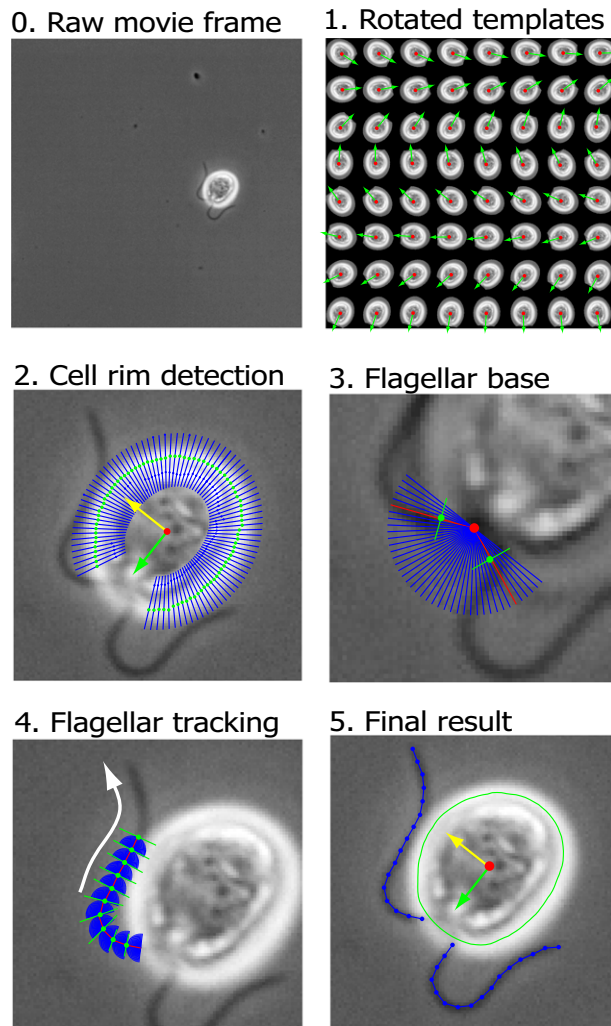 0. Raw movie frame
1. Rotated templates
2. Cell rim detection
3. Flagellar base
4. Flagellar tracking
5. Final result